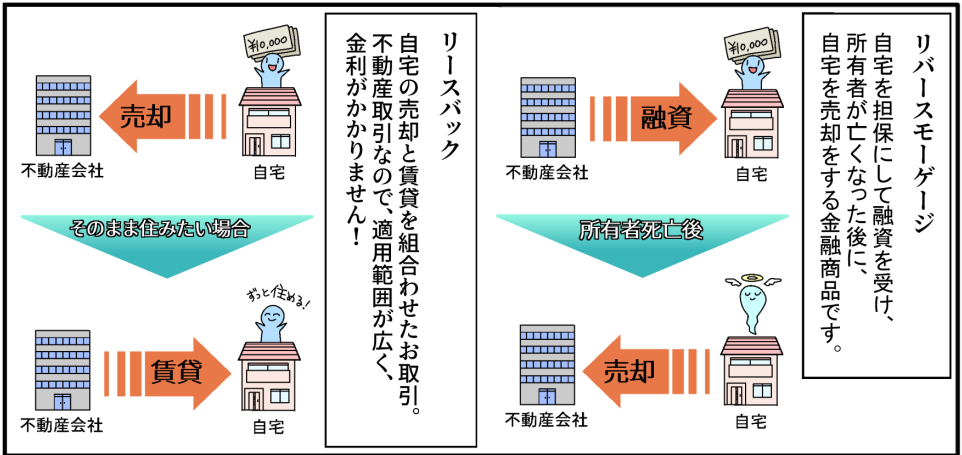 リバースモーゲージ
自宅を担保にして融資を受け、
所有者が亡くなった後に、
自宅を売却をする金融商品です。
¥10,000
融資
不動産会社
自宅
所有者死亡後
売却
不動産会社
自宅
リースバック
自宅の売却と賃貸を組合わせたお取引。
不動産取引なので、適用範囲が広く、
金利がかかりません！
¥10,000
売却
不動産会社
自宅
そのまま住みたい場合
ずっと住める！
賃貸
不動産会社
自宅